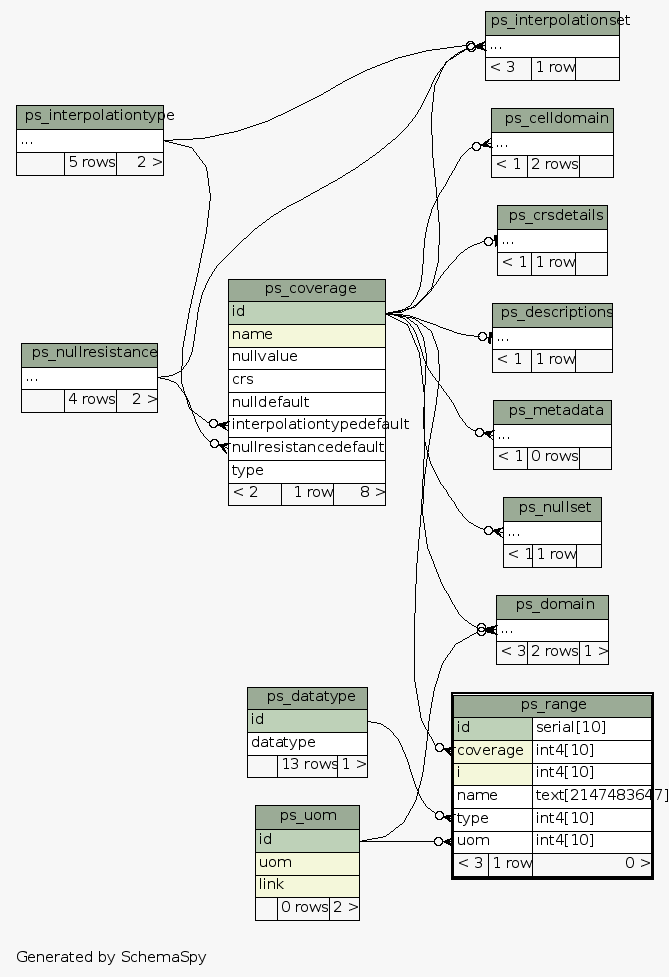 ps_interpolationset
...
< 3 1 row
ps_interpolationtype
...
5 rows 2 >
ps_celldomain
...
< 1 2 rows
ps_crsdetails
...
< 1 1 row
ps_coverage
id
name
nullvalue
crs
nulldefault
interpolationtypedefault
nullresistancedefault
type
< 2 1 row 8 >
ps_descriptions
...
< 1 1 row
ps_nullresistance
...
4 rows 2 >
ps_metadata
...
< 1 0 rows
ps_nullset
...
< 1 1 row
ps_domain
...
< 3 2 rows 1 >
ps_datatype
id
datatype
13 rows 1 >
ps_range
id serial[10]
coverage int4[10]
i int4[10]
name text[2147483647]
type int4[10]
uom int4[10]
< 3 1 row 0 >
ps_uom
id
uom
link
0 rows 2 >
Generated by SchemaSpy